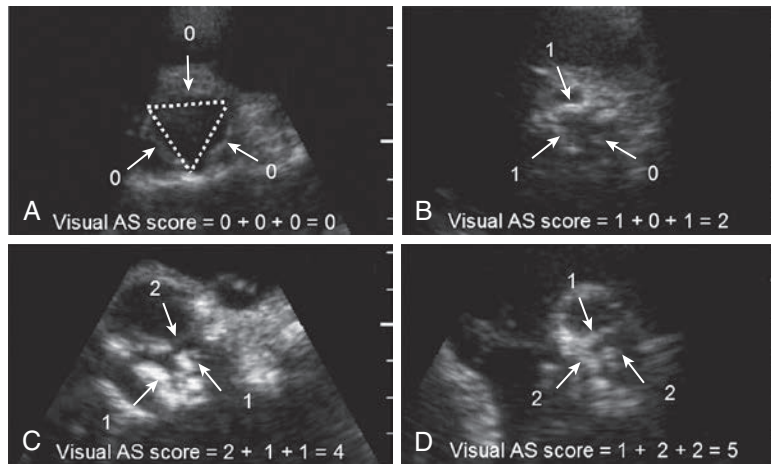 0
0
0
A
Visual AS score = 0 + 0 + 0 = 0
1
1
0
B
Visual AS score = 1 + 0 + 1 = 2
2
1
1
C
Visual AS score = 2 + 1 + 1 = 4
1
2
2
D
Visual AS score = 1 + 2 + 2 = 5